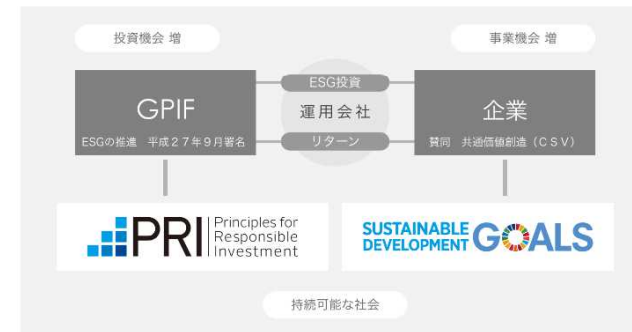 投資機会 増
事業機会 増
ESG投資
GPIF
運用会社
企業
ESGの推進 平成27年9月署名
リターン
賛同 共通価値創造（CSV）
PRI
Principles for
Responsible
Investment
SUSTAINABLE
DEVELOPMENT
GOALS
持続可能な社会